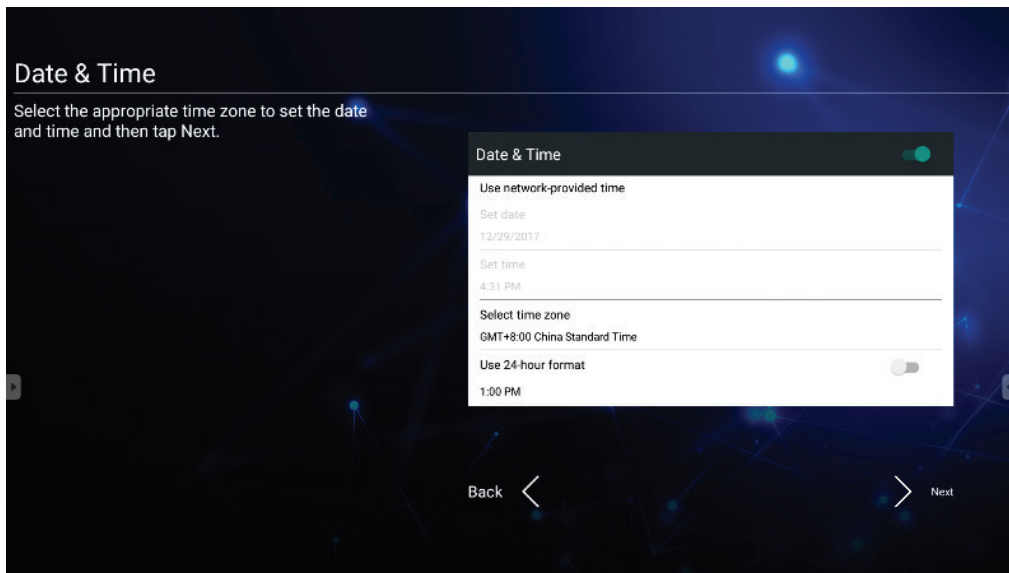 Date & Time
Select the appropriate time zone to set the date
and time and then tap Next.
Date & Time
Use network-provided time
Set date
12/29/2017
Set time
4:31 PM
Select time zone
GMT+8:00 China Standard Time
Use 24-hour format
1:00 PM
Back
Next